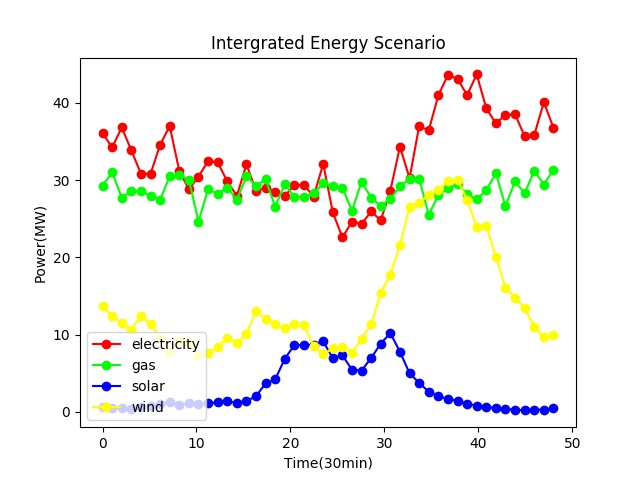 Intergrated Energy Scenario
Power(MW)
40
30
20
10
0
electricity
gas
solar
wind
0 10 20 30 40 50
Time(30min)